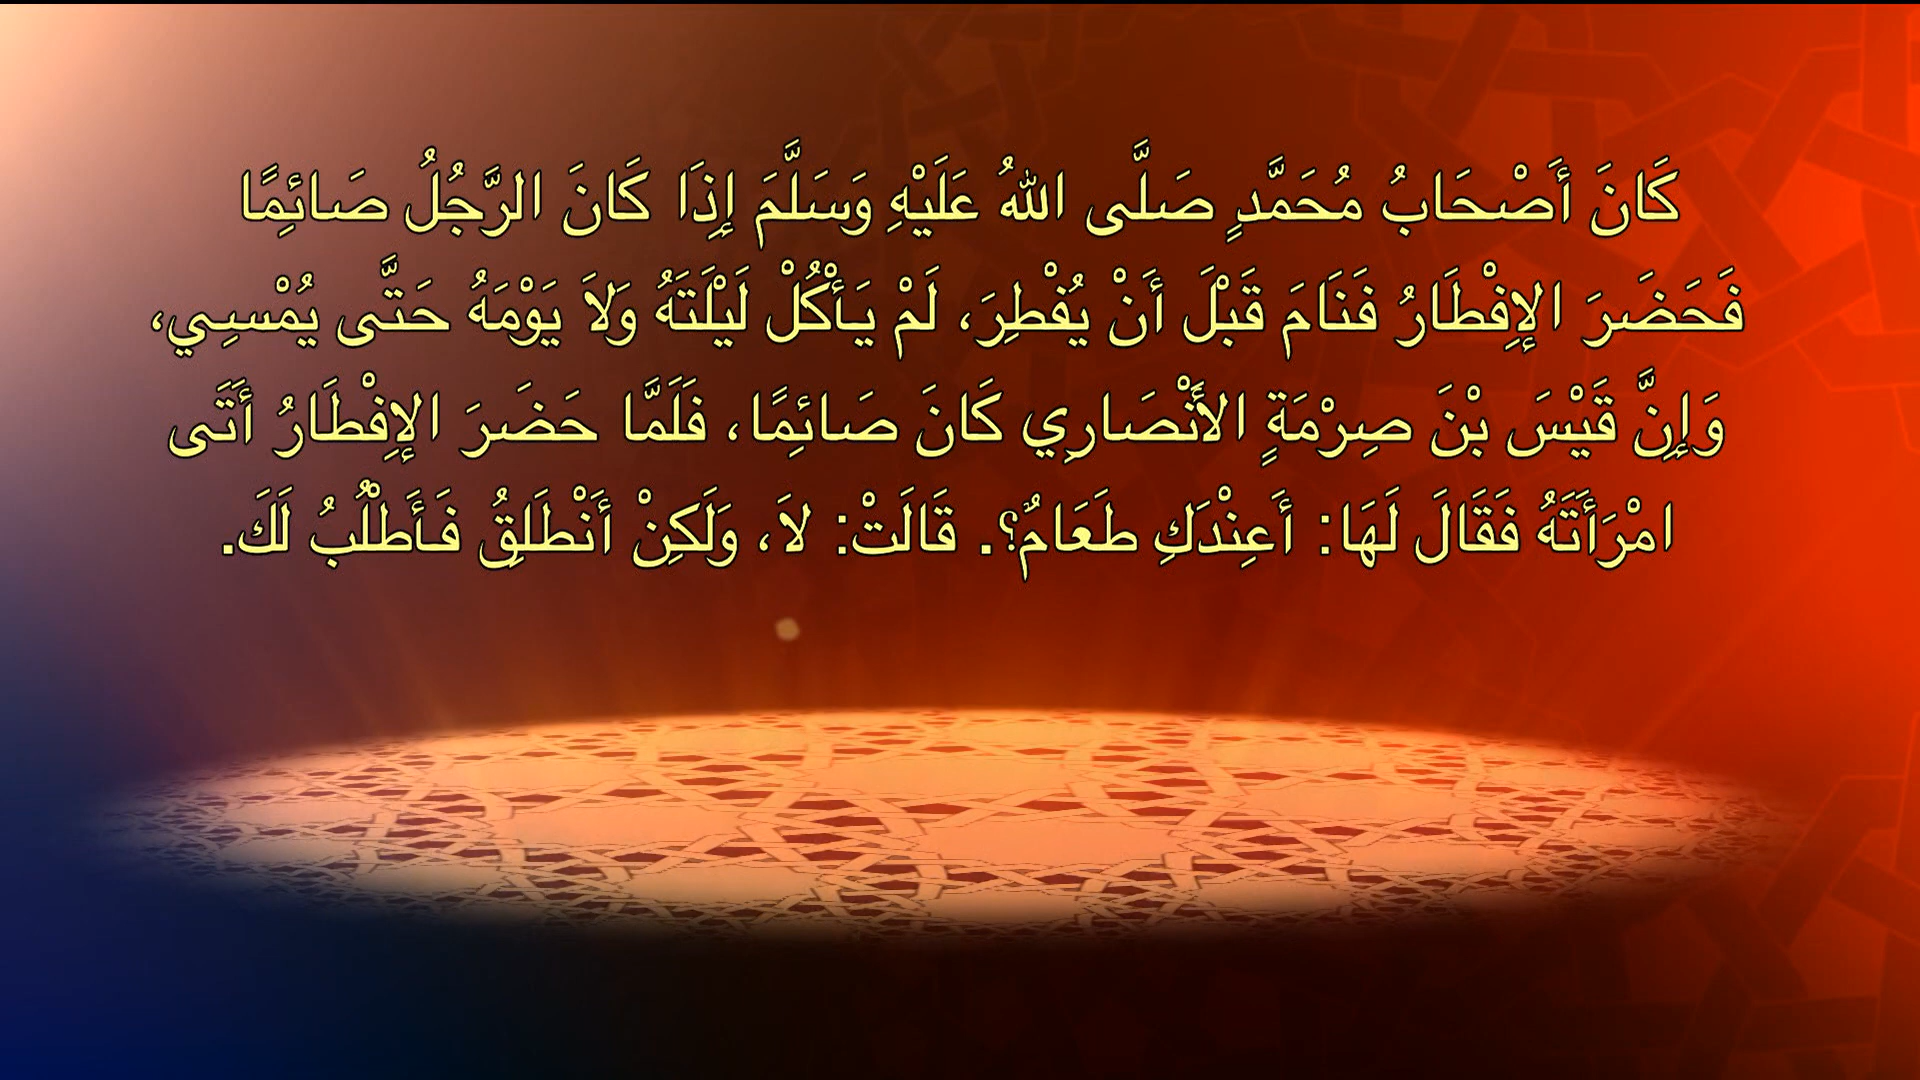 كَانَ أَصْحَابُ مُحَمَّدٍ صَلَّى اللهُ عَلَيْهِ وَسَلَّمَ إِذَا كَانَ الرَّجُلُ صَائِمًا
فَحَضَرَ الإِفِطَارُ فَنَامَ قَبْلَ أَنْ يُفْطِرَ، لَمْ يَأْكُلْ لَيْلَتَهُ وَلاَ يَوْمَهُ حَتَّى يُمْسِي،
وَإِنَّ قَيْسَ بْنَ صِرْمَةٍ الأَنْصَارِي كَانَ صَائِمًا، فَلَمَّا حَضَرَ الإِفِطَارُ أَتَى
امْرَأَتَهُ فَقَالَ لَهَا: أَعِنْدَكِ طَعَامٌ؟. قَالَتْ: لاَ، وَلَكِنْ أَنْطَلِقُ فَأَطْلُبُ لَكَ.